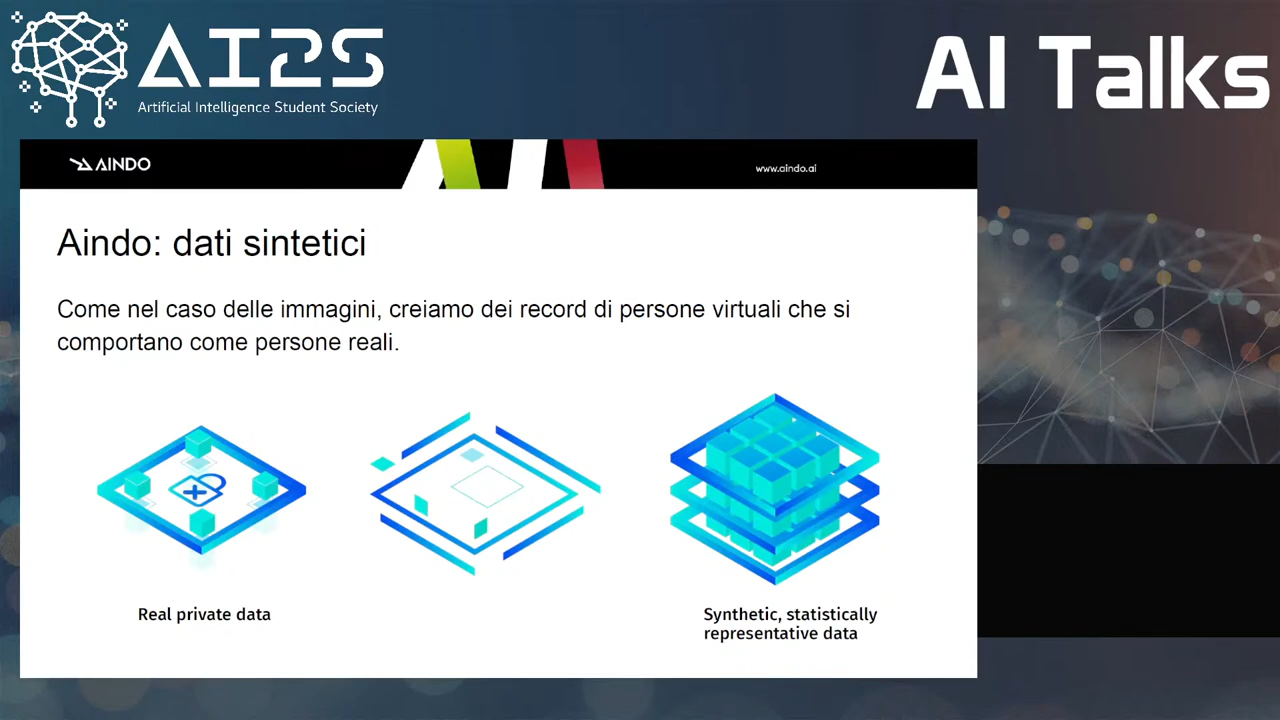 AI2S
Artificial Intelligence Student Society
AI Talks
AINDO
www.aindo.ai
Aindo: dati sintetici
Come nel caso delle immagini, creiamo dei record di persone virtuali che si
comportano come persone reali.
Real private data
Synthetic, statistically
representative data